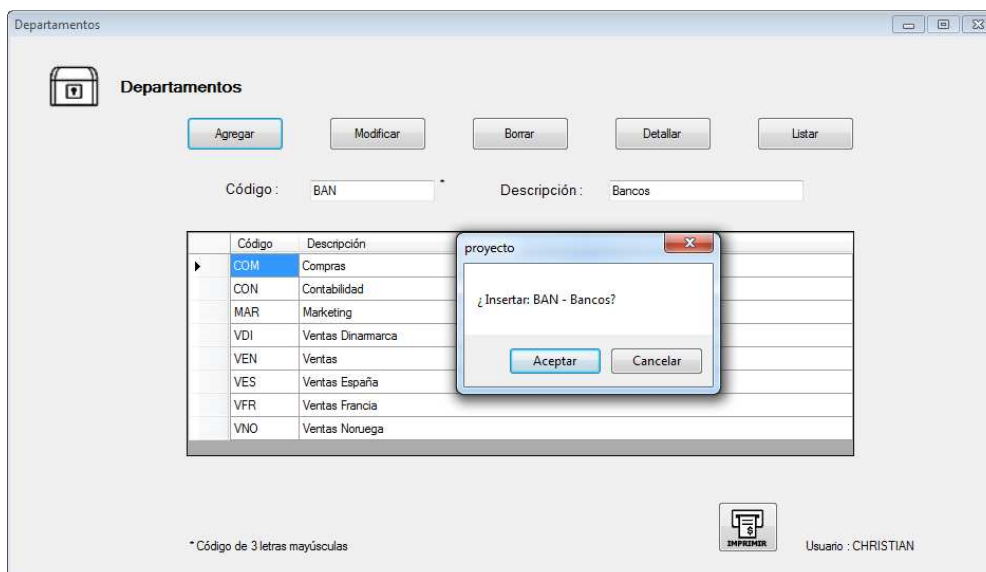 Departamentos
Departamentos
Agregar Modificar Borrar Detallar Listar
Código : BAN * Descripción : Bancos
Código Descripción
COM Compras
CON Contabilidad
MAR Marketing
VDI Ventas Dinamarca
VEN Ventas
VES Ventas España
VFR Ventas Francia
VNO Ventas Noruega
proyecto
¿ Insertar: BAN - Bancos?
Aceptar Cancelar
$
IMPRIMIR
* Código de 3 letras mayúsculas
Usuario : CHRISTIAN